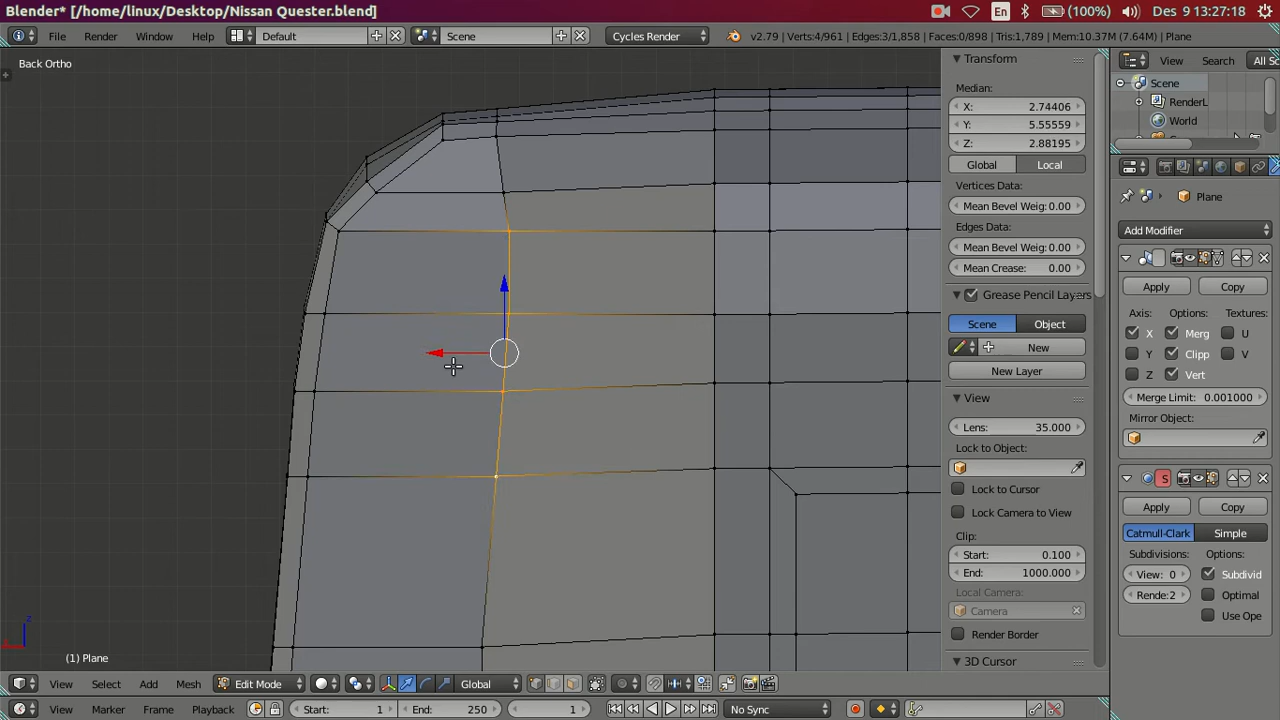 Blender* [/home/linux/Desktop/Nissan Quester.blend]
En (100%) Des 9 13:27:18
File Render Window Help Default Scene Cycles Render v2.79 | Verts:4/961 | Edges:3/1,858 | Faces:0/898 | Tris:1,789 | Mem:10.37M (7.64M) | Plane
Back Ortho
(1) Plane
View Select Add Mesh Edit Mode Global
View Marker Frame Playback Start: 1 End: 250 1 No Sync
Transform
Median:
X: 2.74406
Y: 5.55559
Z: 2.88195
Global Local
Vertices Data:
Mean Bevel Weig: 0.00
Edges Data:
Mean Bevel Weig: 0.00
Mean Crease: 0.00
Grease Pencil Layers
Scene Object
New
New Layer
View
Lens: 35.000
Lock to Object:
Lock to Cursor
Lock Camera to View
Clip:
Start: 0.100
End: 1000.000
Local Camera:
Camera
Render Border
3D Cursor
View Search All Sc
Scene
RenderL
World
Plane
Add Modifier
Apply Copy
Axis: Options: Textures:
X Merg U
Y Clipp V
Z Vert
Merge Limit: 0.001000
Mirror Object:
S
Apply Copy
Catmull-Clark Simple
Subdivisions: Options:
View: 0 Subdivid
Rende: 2 Optimal
Use Ope
z